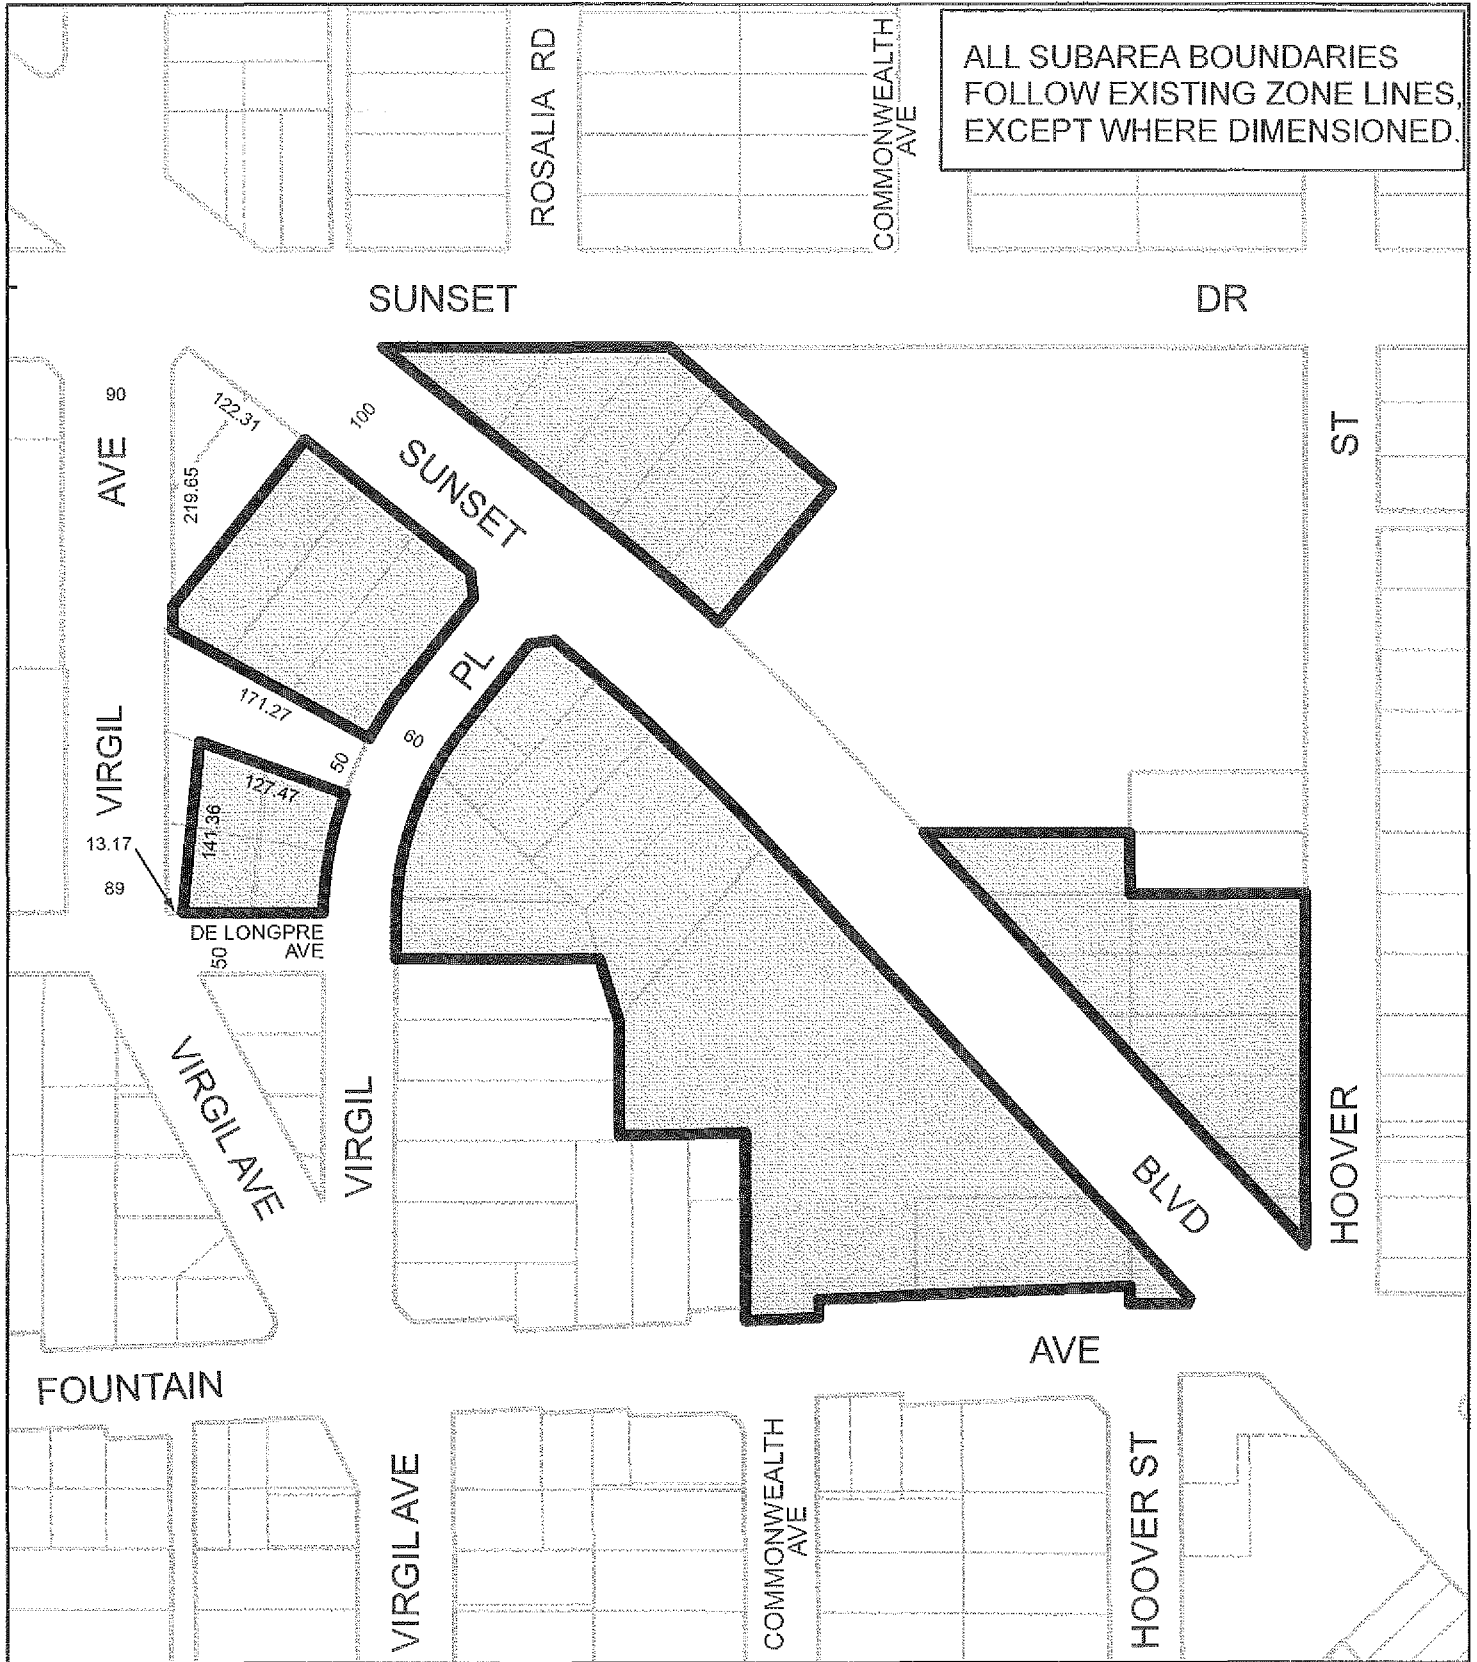 ALL SUBAREA BOUNDARIES
FOLLOW EXISTING ZONE LINES,
EXCEPT WHERE DIMENSIONED.
ROSALIA RD
COMMONWEALTH
AVE
SUNSET
DR
90
AVE
122.31
219.65
100
SUNSET
ST
PL
171.27
60
50
VIRGIL
127.47
141.36
13.17
89
DE LONGPRE
AVE
50
VIRGIL AVE
VIRGIL
BLVD
HOOVER
AVE
FOUNTAIN
VIRGIL AVE
COMMONWEALTH
AVE
HOOVER ST